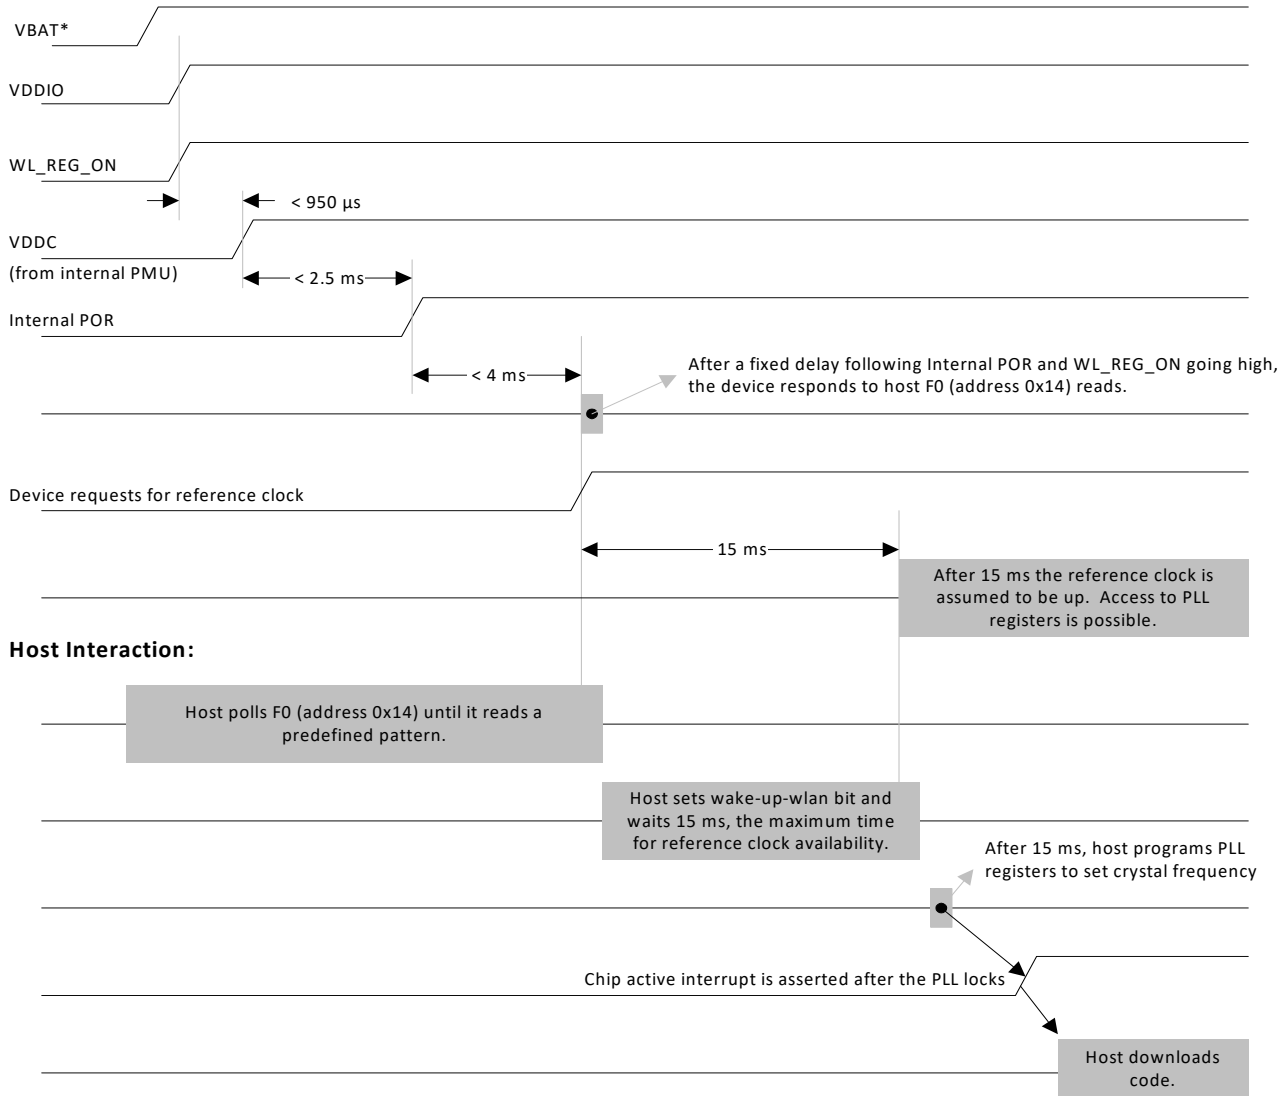 VBAT*
VDDIO
WL_REG_ON
< 950 µs
VDDC
(from internal PMU)
< 2.5 ms
Internal POR
After a fixed delay following Internal POR and WL_REG_ON going high,
the device responds to host F0 (address 0x14) reads.
< 4 ms
Device requests for reference clock
15 ms
After 15 ms the reference clock is
assumed to be up. Access to PLL
registers is possible.
Host Interaction:
Host polls F0 (address 0x14) until it reads a
predefined pattern.
Host sets wake-up-wlan bit and
waits 15 ms, the maximum time
for reference clock availability.
After 15 ms, host programs PLL
registers to set crystal frequency
Chip active interrupt is asserted after the PLL locks
Host downloads
code.